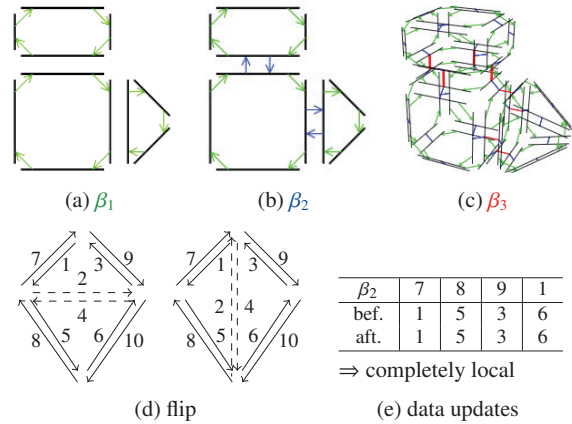 (a) β₁
(b) β₂
(c) β₃
7 1 3 9
2
4
8 5 6 10
7 1 3 9
2 4
8 5 6 10
(d) flip
β₂ 7 8 9 1
bef. 1 5 3 6
aft. 1 5 3 6
⇒ completely local
(e) data updates